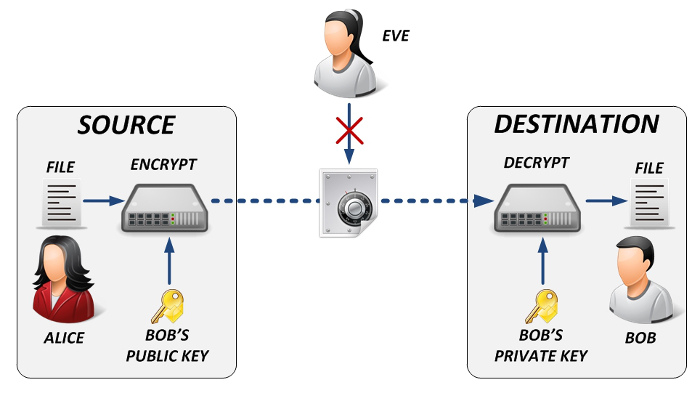 EVE
SOURCE
FILE
ENCRYPT
ALICE
BOB'S
PUBLIC KEY
DESTINATION
DECRYPT
FILE
BOB'S
PRIVATE KEY
BOB